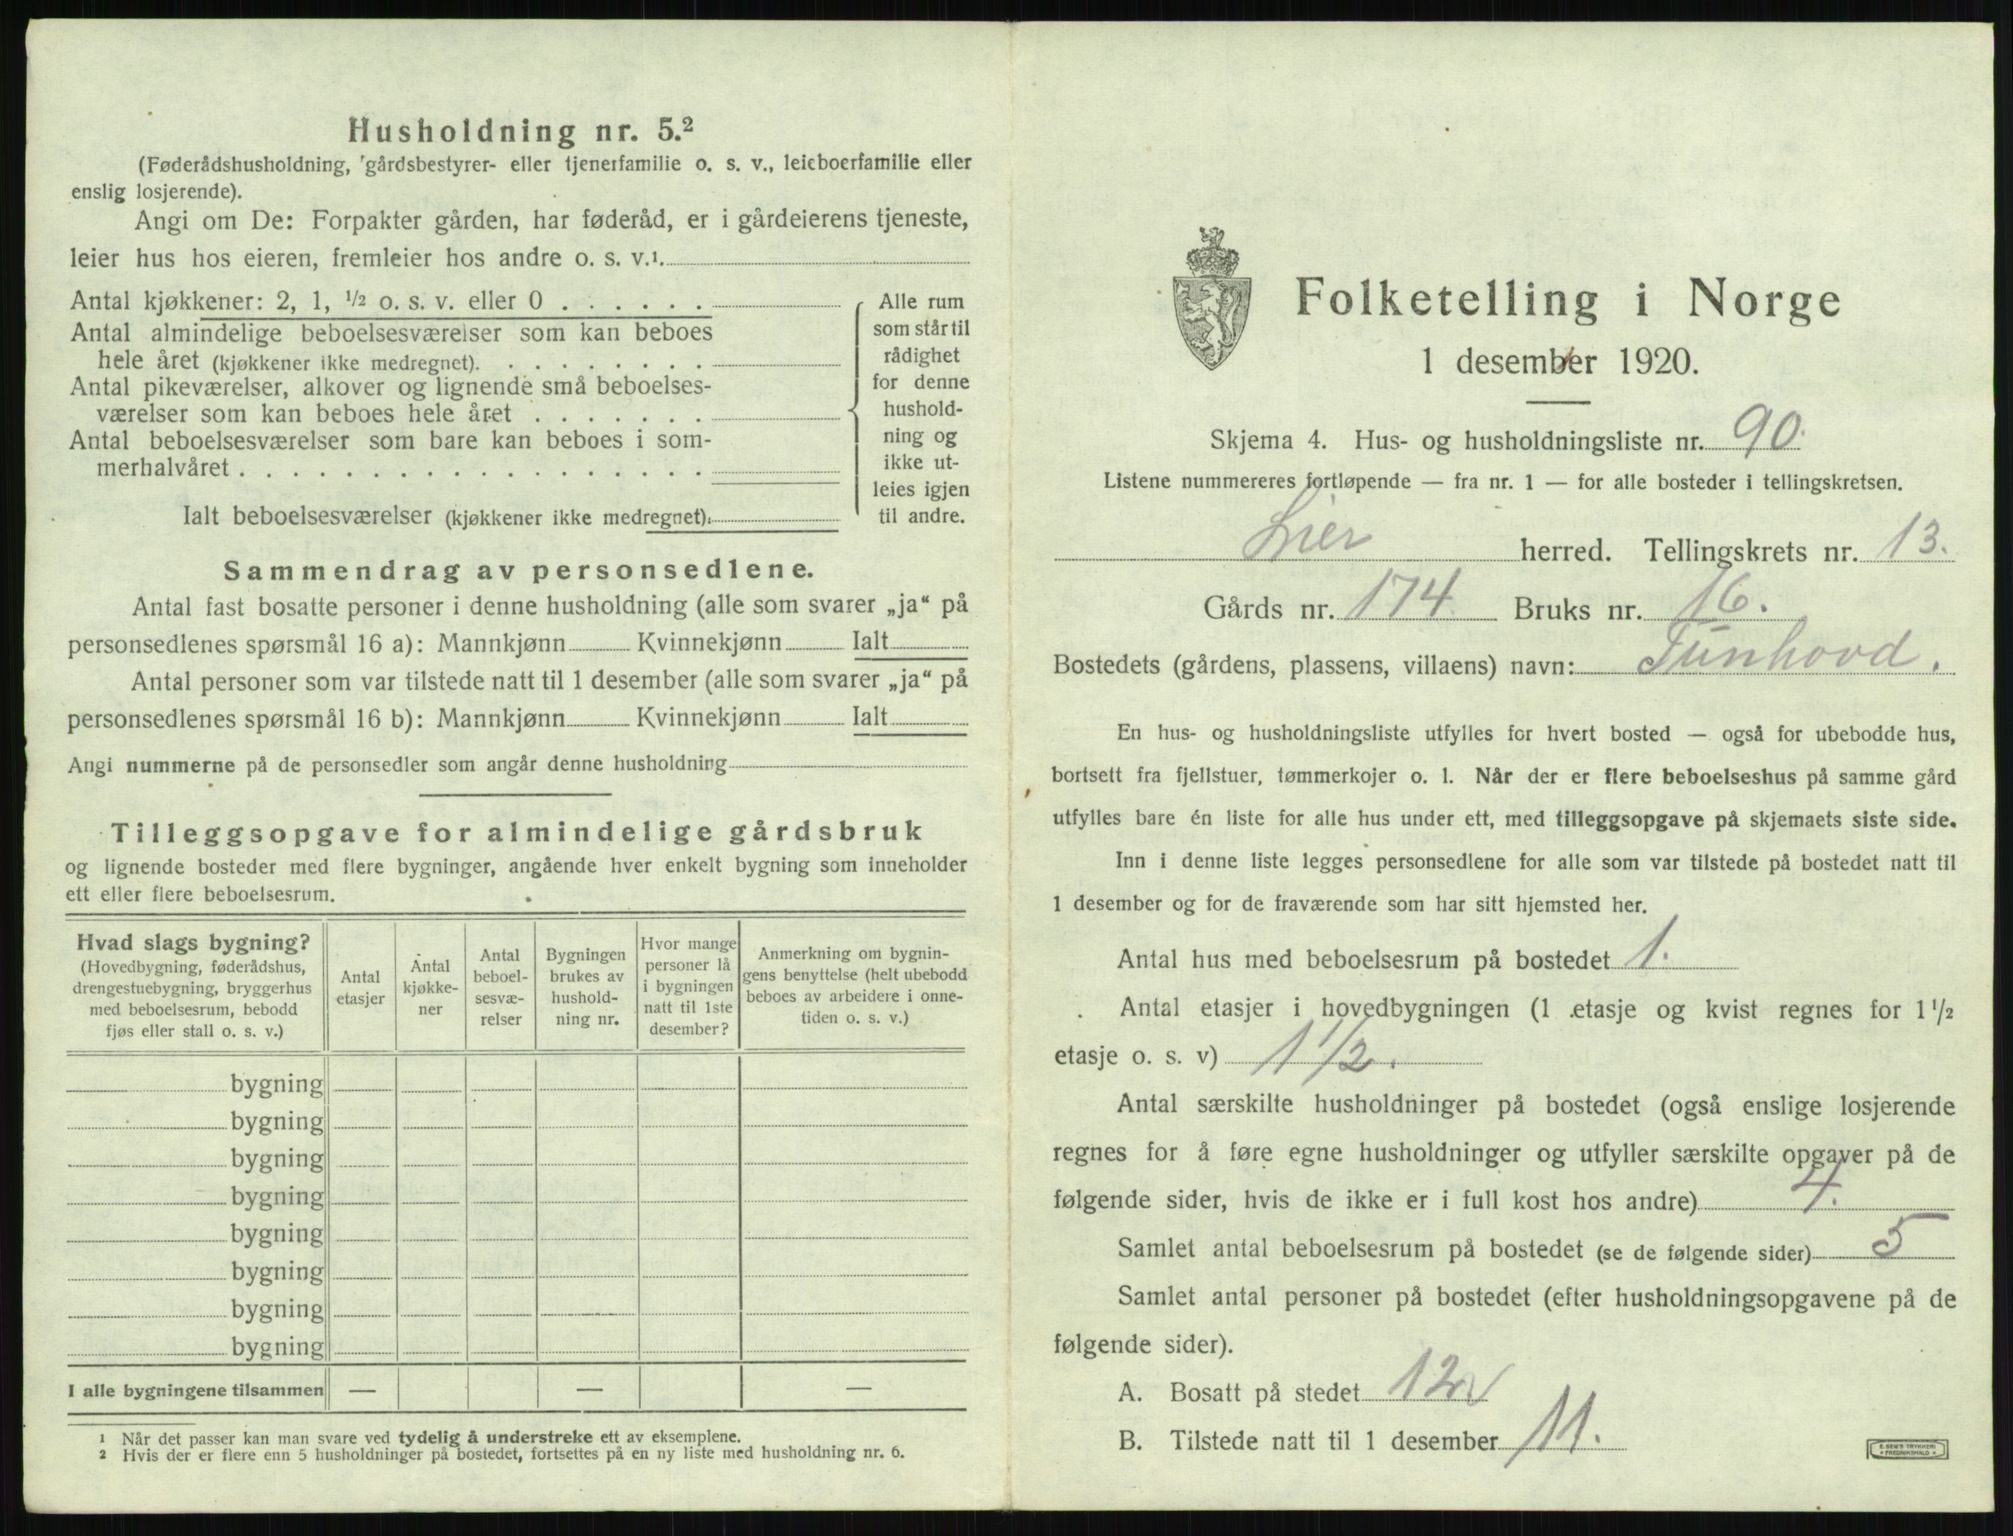 Husholdning nr. 5.²
(Føderådshusholdning, gårdsbestyrer- eller tjenerfamilie o. s. v., leieboerfamilie eller
enslig losjerende).
Angi om De: Forpakter gården, har føderåd, er i gårdeierens tjeneste,
leier hus hos eieren, fremleier hos andre o. s. v.¹
Antal kjøkkener: 2, 1, ½ o. s. v. eller 0
Antal almindelige beboelsesværelser som kan beboes
hele året (kjøkkener ikke medregnet).
Antal pikeværelser, alkover og lignende små beboelses-
værelser som kan beboes hele året
Antal beboelsesværelser som bare kan beboes i som-
merhalvåret
Ialt beboelsesværelser (kjøkkener ikke medregnet):
Alle rum
som står til
rådighet
for denne
hushold-
ning og
ikke ut-
leies igjen
til andre.
Sammendrag av personsedlene.
Antal fast bosatte personer i denne husholdning (alle som svarer „ja“ på
personsedlenes spørsmål 16 a): Mannkjønn Kvinnekjønn Ialt
Antal personer som var tilstede natt til 1 desember (alle som svarer „ja“ på
personsedlenes spørsmål 16 b): Mannkjønn Kvinnekjønn Ialt
Angi nummerne på de personsedler som angår denne husholdning
Tilleggsopgave for almindelige gårdsbruk
og lignende bosteder med flere bygninger, angående hver enkelt bygning som inneholder
ett eller flere beboelsesrum.
Hvad slags bygning?
(Hovedbygning, føderådshus,
drengestuebygning, bryggerhus
med beboelsesrum, bebodd
fjøs eller stall o. s. v.)
Antal
etasjer
Antal
kjøkke-
ner
Antal
beboel-
sesvæ-
relser
Bygningen
brukes av
hushold-
ning nr.
Hvor mange
personer lå
i bygningen
natt til 1ste
desember?
Anmerkning om bygnin-
gens benyttelse (helt ubebodd
beboes av arbeidere i onne-
tiden o. s. v.)
bygning
bygning
bygning
bygning
bygning
bygning
bygning
bygning
I alle bygningene tilsammen — — —
¹ Når det passer kan man svare ved tydelig å understreke ett av eksemplene.
² Hvis der er flere enn 5 husholdninger på bostedet, fortsettes på en ny liste med husholdning nr. 6.
Folketelling i Norge
1 desember 1920.
Skjema 4. Hus- og husholdningsliste nr. 90.
Listene nummereres fortløpende — fra nr. 1 — for alle bosteder i tellingskretsen.
Lier herred. Tellingskrets nr. 13.
Gårds nr. 174 Bruks nr. 16.
Bostedets (gårdens, plassens, villaens) navn: Tunhovd.
En hus- og husholdningsliste utfylles for hvert bosted — også for ubebodde hus,
bortsett fra fjellstuer, tømmerkojer o. l. Når der er flere beboelseshus på samme gård
utfylles bare én liste for alle hus under ett, med tilleggsopgave på skjemaets siste side.
Inn i denne liste legges personsedlene for alle som var tilstede på bostedet natt til
1 desember og for de fraværende som har sitt hjemsted her.
Antal hus med beboelsesrum på bostedet 1.
Antal etasjer i hovedbygningen (1 etasje og kvist regnes for 1½
etasje o. s. v) 1 1/2.
Antal særskilte husholdninger på bostedet (også enslige losjerende
regnes for å føre egne husholdninger og utfyller særskilte opgaver på de
følgende sider, hvis de ikke er i full kost hos andre) 4.
Samlet antal beboelsesrum på bostedet (se de følgende sider) 5
Samlet antal personer på bostedet (efter husholdningsopgavene på de
følgende sider).
A. Bosatt på stedet 12
B. Tilstede natt til 1 desember 11.
E. SEM'S TRYKKERI
FREDRIKSHALD